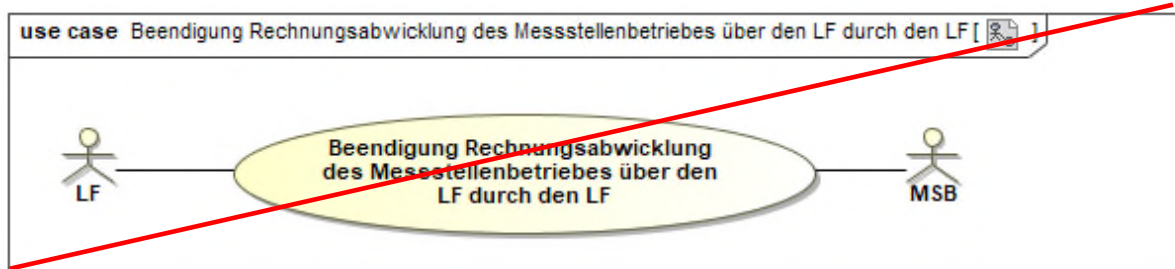 use case Beendigung Rechnungsabwicklung des Messstellenbetriebes über den LF durch den LF [ ]
Beendigung Rechnungsabwicklung
des Messstellenbetriebes über den
LF durch den LF
LF
MSB